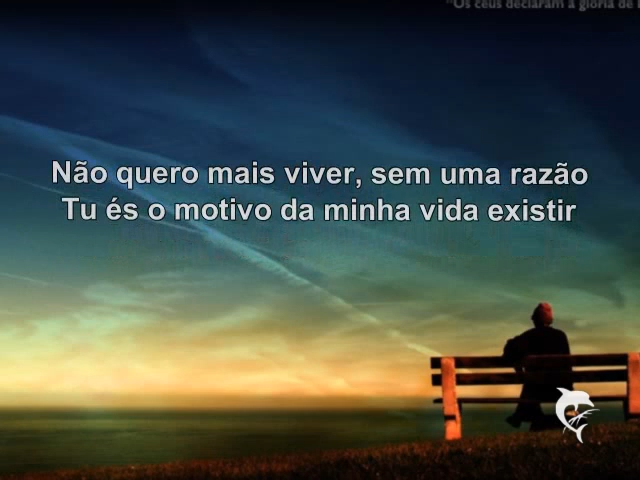 "Os céus declaram a glória de
Não quero mais viver, sem uma razão
Tu és o motivo da minha vida existir